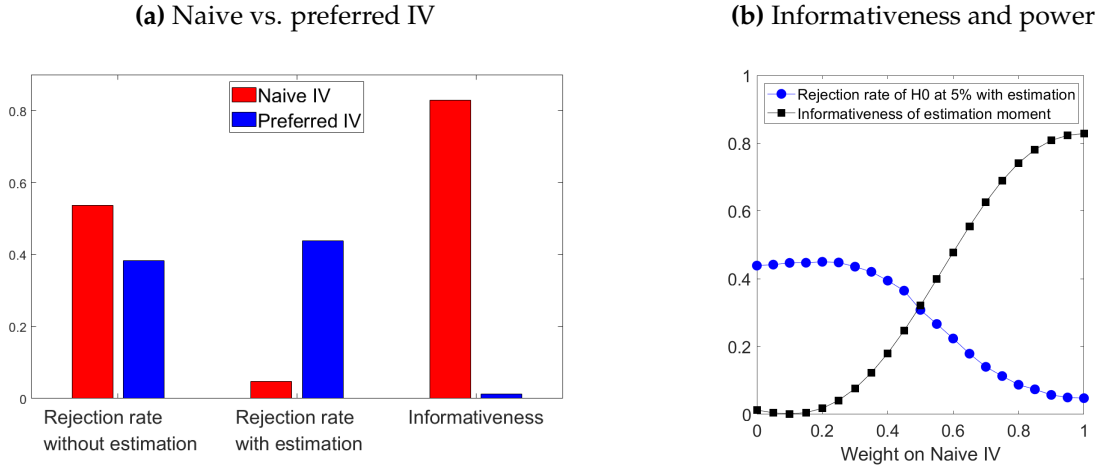 (a) Naive vs. preferred IV
0.8
0.6
0.4
0.2
0
Naive IV
Preferred IV
Rejection rate
without estimation
Rejection rate
with estimation
Informativeness
(b) Informativeness and power
1
0.8
0.6
0.4
0.2
0
Rejection rate of H0 at 5% with estimation
Informativeness of estimation moment
0 0.2 0.4 0.6 0.8 1
Weight on Naive IV